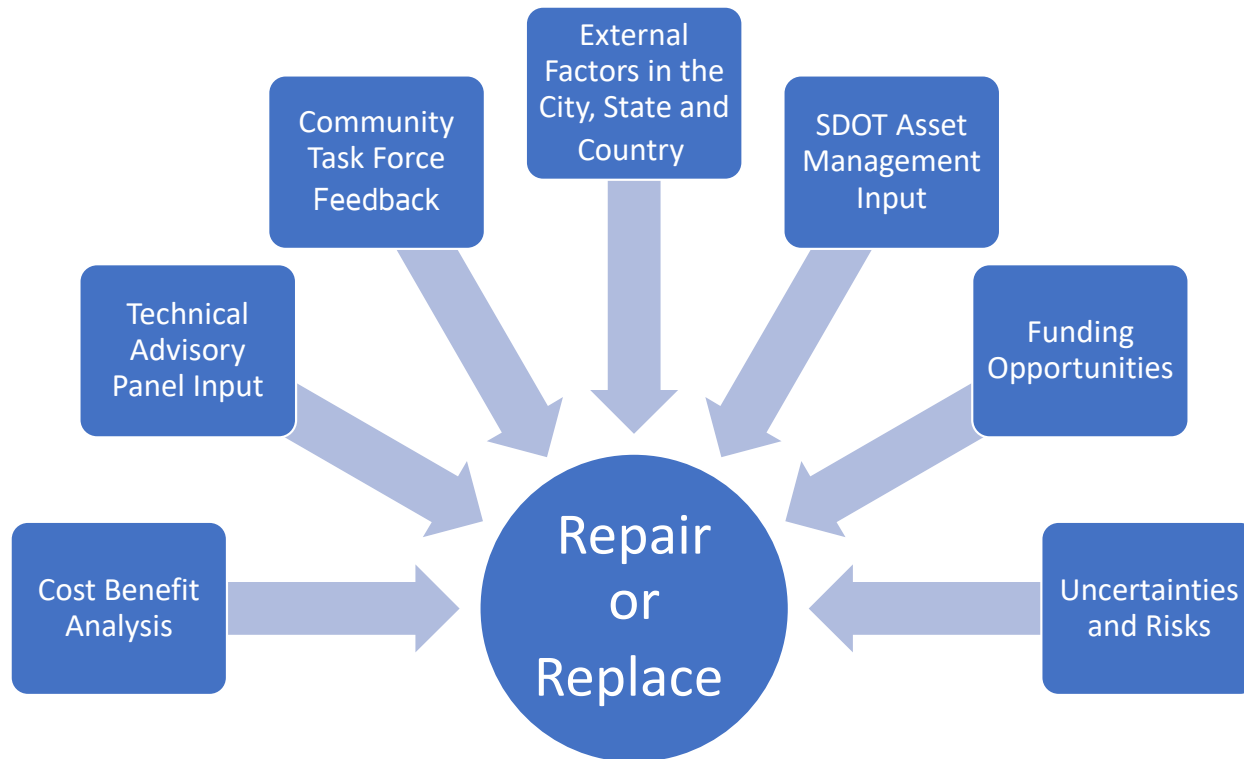 External
Factors in the
City, State and
Country
Community
Task Force
Feedback
SDOT Asset
Management
Input
Technical
Advisory
Panel Input
Funding
Opportunities
Cost Benefit
Analysis
Repair
or
Replace
Uncertainties
and Risks